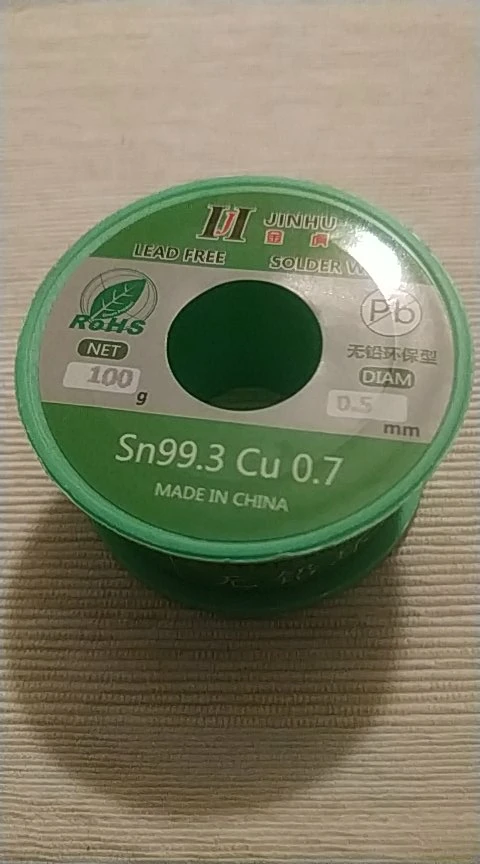 JINHU
金虎
LEAD FREE SOLDER
RoHS
Pb
NET
100
g
无铅环保型
DIAM
0.5
mm
Sn99.3 Cu 0.7
MADE IN CHINA